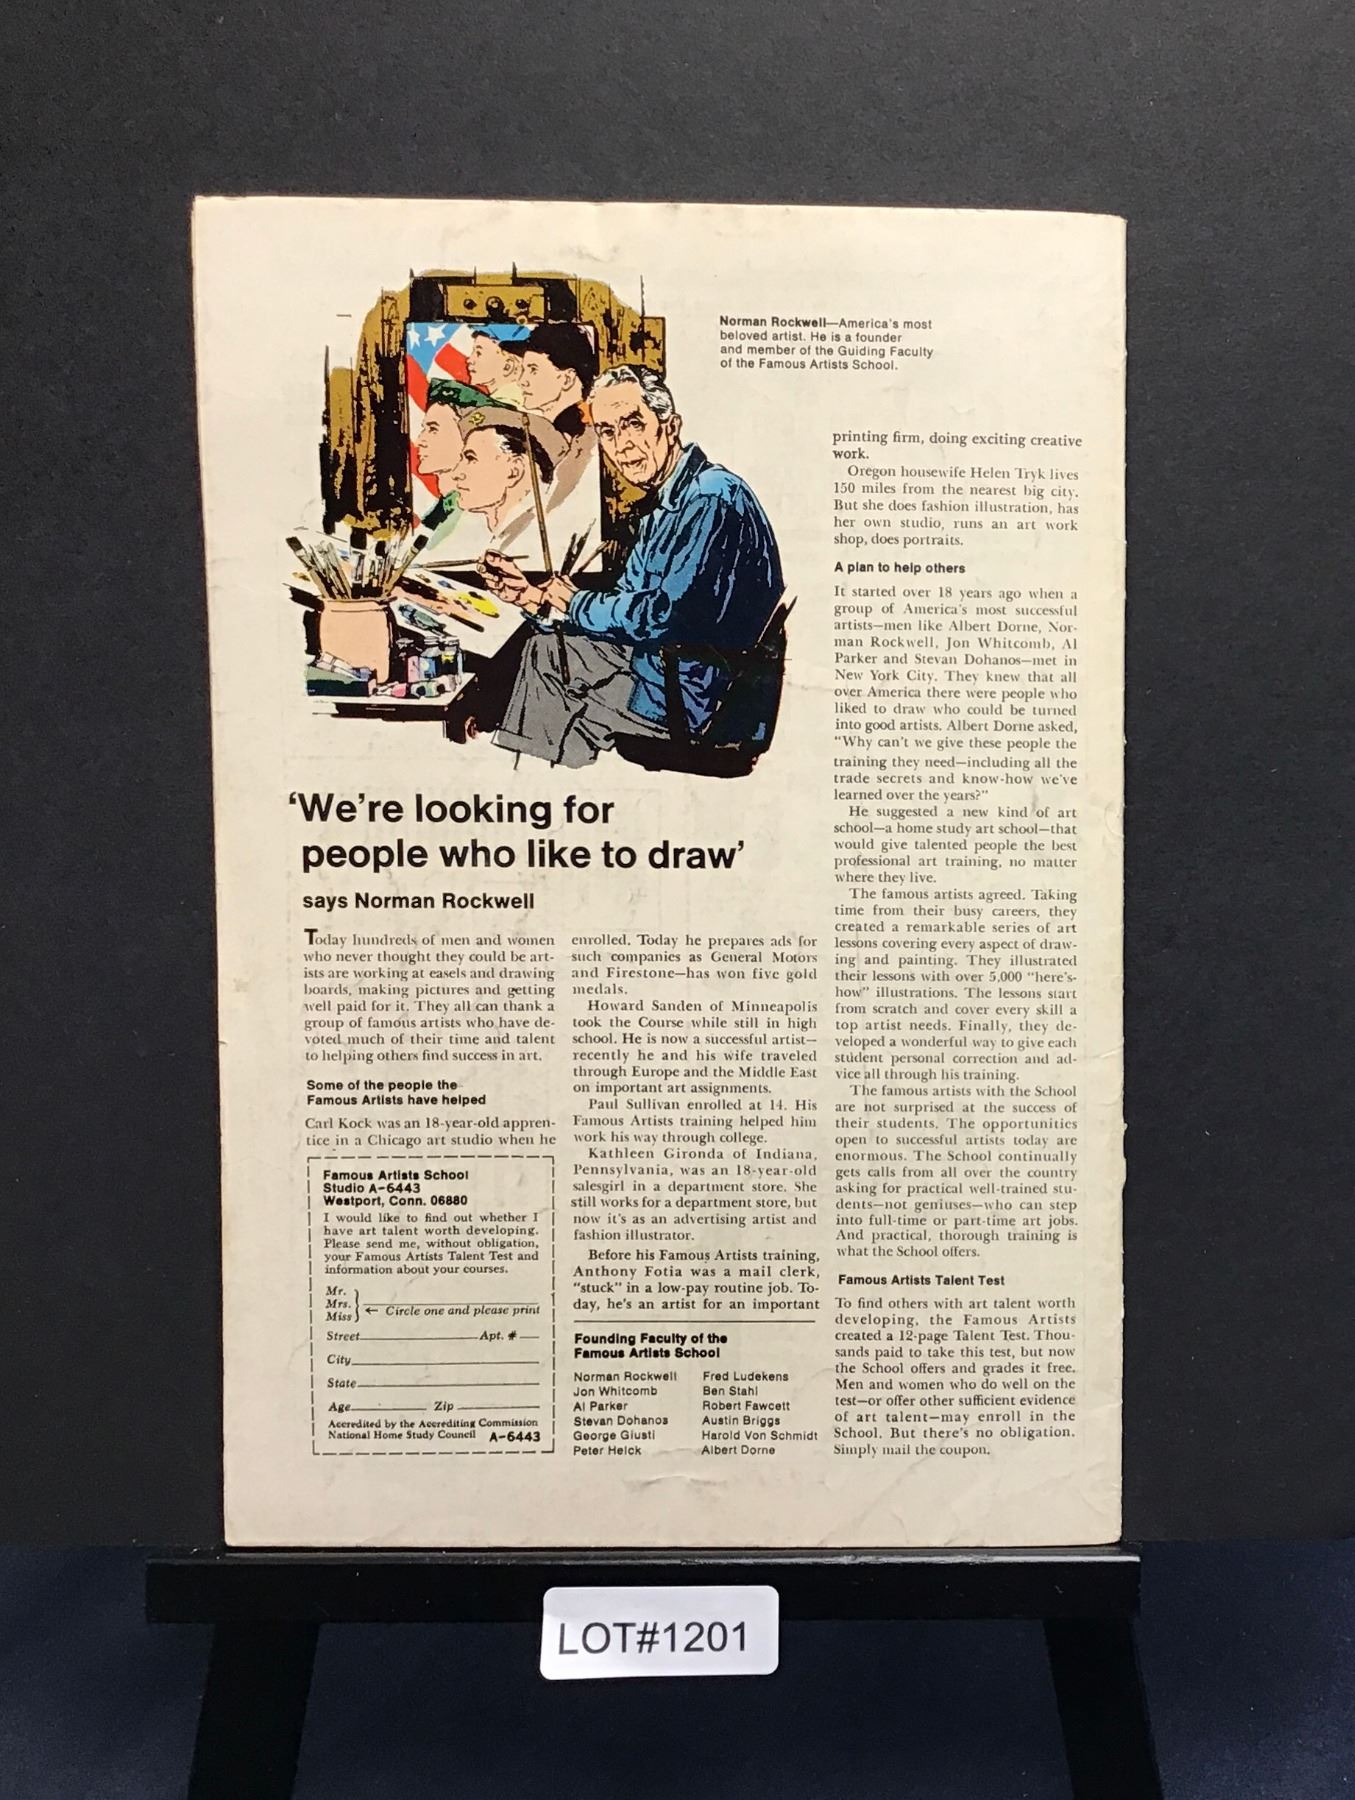 Norman Rockwell—America's most
beloved artist. He is a founder
and member of the Guiding Faculty
of the Famous Artists School.
'We're looking for
people who like to draw'
says Norman Rockwell
Today hundreds of men and women
who never thought they could be art-
ists are working at easels and drawing
boards, making pictures and getting
well paid for it. They all can thank a
group of famous artists who have de-
voted much of their time and talent
to helping others find success in art.
Some of the people the
Famous Artists have helped
Carl Kock was an 18-year-old appren-
tice in a Chicago art studio when he
enrolled. Today he prepares ads for
such companies as General Motors
and Firestone—has won five gold
medals.
Howard Sanden of Minneapolis
took the Course while still in high
school. He is now a successful artist—
recently he and his wife traveled
through Europe and the Middle East
on important art assignments.
Paul Sullivan enrolled at 14. His
Famous Artists training helped him
work his way through college.
Kathleen Gironda of Indiana,
Pennsylvania, was an 18-year-old
salesgirl in a department store. She
still works for a department store, but
now it's as an advertising artist and
fashion illustrator.
Before his Famous Artists training,
Anthony Fotia was a mail clerk,
"stuck" in a low-pay routine job. To-
day, he's an artist for an important
printing firm, doing exciting creative
work.
Oregon housewife Helen Tryk lives
150 miles from the nearest big city.
But she does fashion illustration, has
her own studio, runs an art work
shop, does portraits.
A plan to help others
It started over 18 years ago when a
group of America's most successful
artists—men like Albert Dorne, Nor-
man Rockwell, Jon Whitcomb, Al
Parker and Stevan Dohanos—met in
New York City. They knew that all
over America there were people who
liked to draw who could be turned
into good artists. Albert Dorne asked,
"Why can't we give these people the
training they need—including all the
trade secrets and know-how we've
learned over the years?"
He suggested a new kind of art
school—a home study art school—that
would give talented people the best
professional art training, no matter
where they live.
The famous artists agreed. Taking
time from their busy careers, they
created a remarkable series of art
lessons covering every aspect of draw-
ing and painting. They illustrated
their lessons with over 5,000 "here's-
how" illustrations. The lessons start
from scratch and cover every skill a
top artist needs. Finally, they de-
veloped a wonderful way to give each
student personal correction and ad-
vice all through his training.
The famous artists with the School
are not surprised at the success of
their students. The opportunities
open to successful artists today are
enormous. The School continually
gets calls from all over the country
asking for practical well-trained stu-
dents—not geniuses—who can step
into full-time or part-time art jobs.
And practical, thorough training is
what the School offers.
Famous Artists Talent Test
To find others with art talent worth
developing, the Famous Artists
created a 12-page Talent Test. Thou-
sands paid to take this test, but now
the School offers and grades it free.
Men and women who do well on the
test—or offer other sufficient evidence
of art talent—may enroll in the
School. But there's no obligation.
Simply mail the coupon.
Famous Artists School
Studio A-6443
Westport, Conn. 06880
I would like to find out whether I
have art talent worth developing.
Please send me, without obligation,
your Famous Artists Talent Test and
information about your courses.
Mr.
Mrs.
Miss
← Circle one and please print
Street Apt. #
City
State
Age Zip
Accredited by the Accrediting Commission
National Home Study Council A-6443
Founding Faculty of the
Famous Artists School
Norman Rockwell
Jon Whitcomb
Al Parker
Stevan Dohanos
George Giusti
Peter Helck
Fred Ludekens
Ben Stahl
Robert Fawcett
Austin Briggs
Harold Von Schmidt
Albert Dorne
LOT#1201